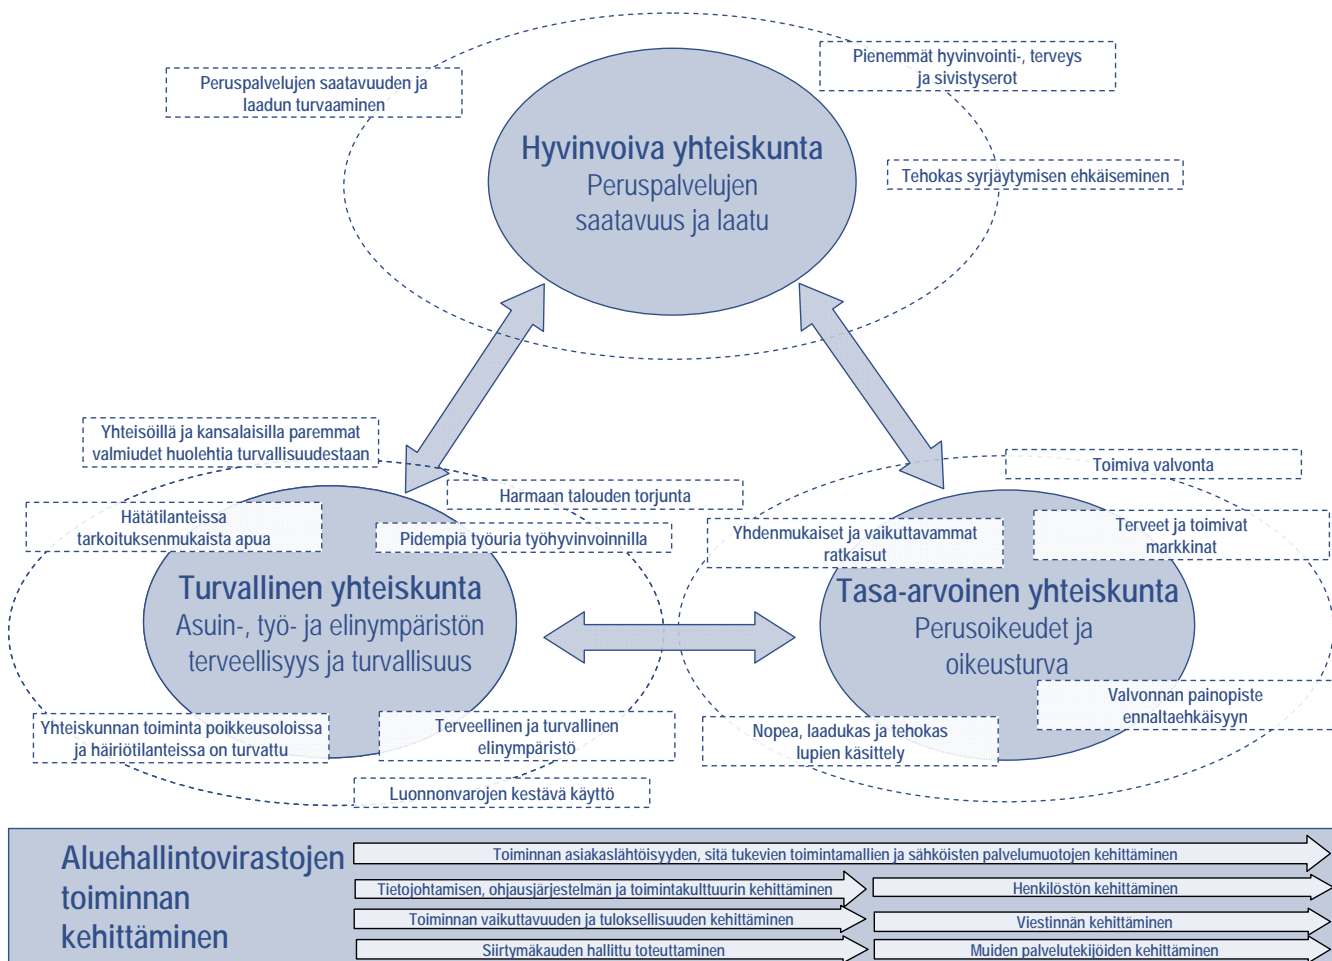 Peruspalvelujen saatavuuden ja
laadun turvaaminen
Pienemmät hyvinvointi-, terveys
ja sivistyserot
Tehokas syrjäytymisen ehkäiseminen
Hyvinvoiva yhteiskunta
Peruspalvelujen
saatavuus ja laatu
Yhteisöillä ja kansalaisilla paremmat
valmiudet huolehtia turvallisuudestaan
Harmaan talouden torjunta
Hätätilanteissa
tarkoituksenmukaista apua
Pidempiä työuria työhyvinvoinnilla
Turvallinen yhteiskunta
Asuin-, työ- ja elinympäristön
terveellisyys ja turvallisuus
Yhteiskunnan toiminta poikkeusoloissa
ja häiriötilanteissa on turvattu
Terveellinen ja turvallinen
elinympäristö
Luonnonvarojen kestävä käyttö
Toimiva valvonta
Yhdenmukaiset ja vaikuttavammat
ratkaisut
Terveet ja toimivat
markkinat
Tasa-arvoinen yhteiskunta
Perusoikeudet ja
oikeusturva
Valvonnan painopiste
ennaltaehkäisyyn
Nopea, laadukas ja tehokas
lupien käsittely
Aluehallintovirastojen
toiminnan
kehittäminen
Toiminnan asiakaslähtöisyyden, sitä tukevien toimintamallien ja sähköisten palvelumuotojen kehittäminen
Tietojohtamisen, ohjausjärjestelmän ja toimintakulttuurin kehittäminen
Henkilöstön kehittäminen
Toiminnan vaikuttavuuden ja tuloksellisuuden kehittäminen
Viestinnän kehittäminen
Siirtymäkauden hallittu toteuttaminen
Muiden palvelutekijöiden kehittäminen